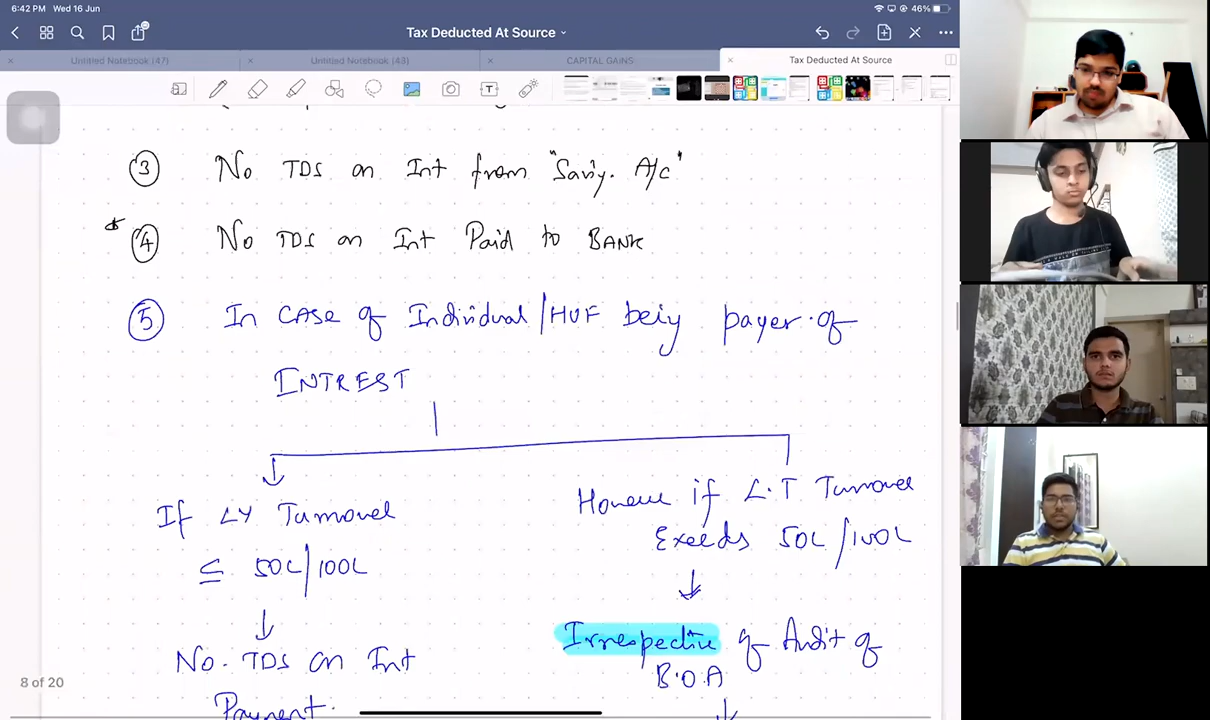 6:42 PM Wed 16 Jun
46%
Tax Deducted At Source
Untitled Notebook (47)
Untitled Notebook (43)
CAPITAL GAINS
Tax Deducted At Source
3 No TDS on Int from "Sav'y. A/c"
4 No TDS on Int Paid to BANK
5 In CASE of Individual/HUF being payer of
INTREST
If LY Turnover
≤ 50L/100L
No. TDS on Int
Payment.
However if L.Y Turnover
Exeeds 50L/100L
Irrespective of Audit of
B.O.A
8 of 20